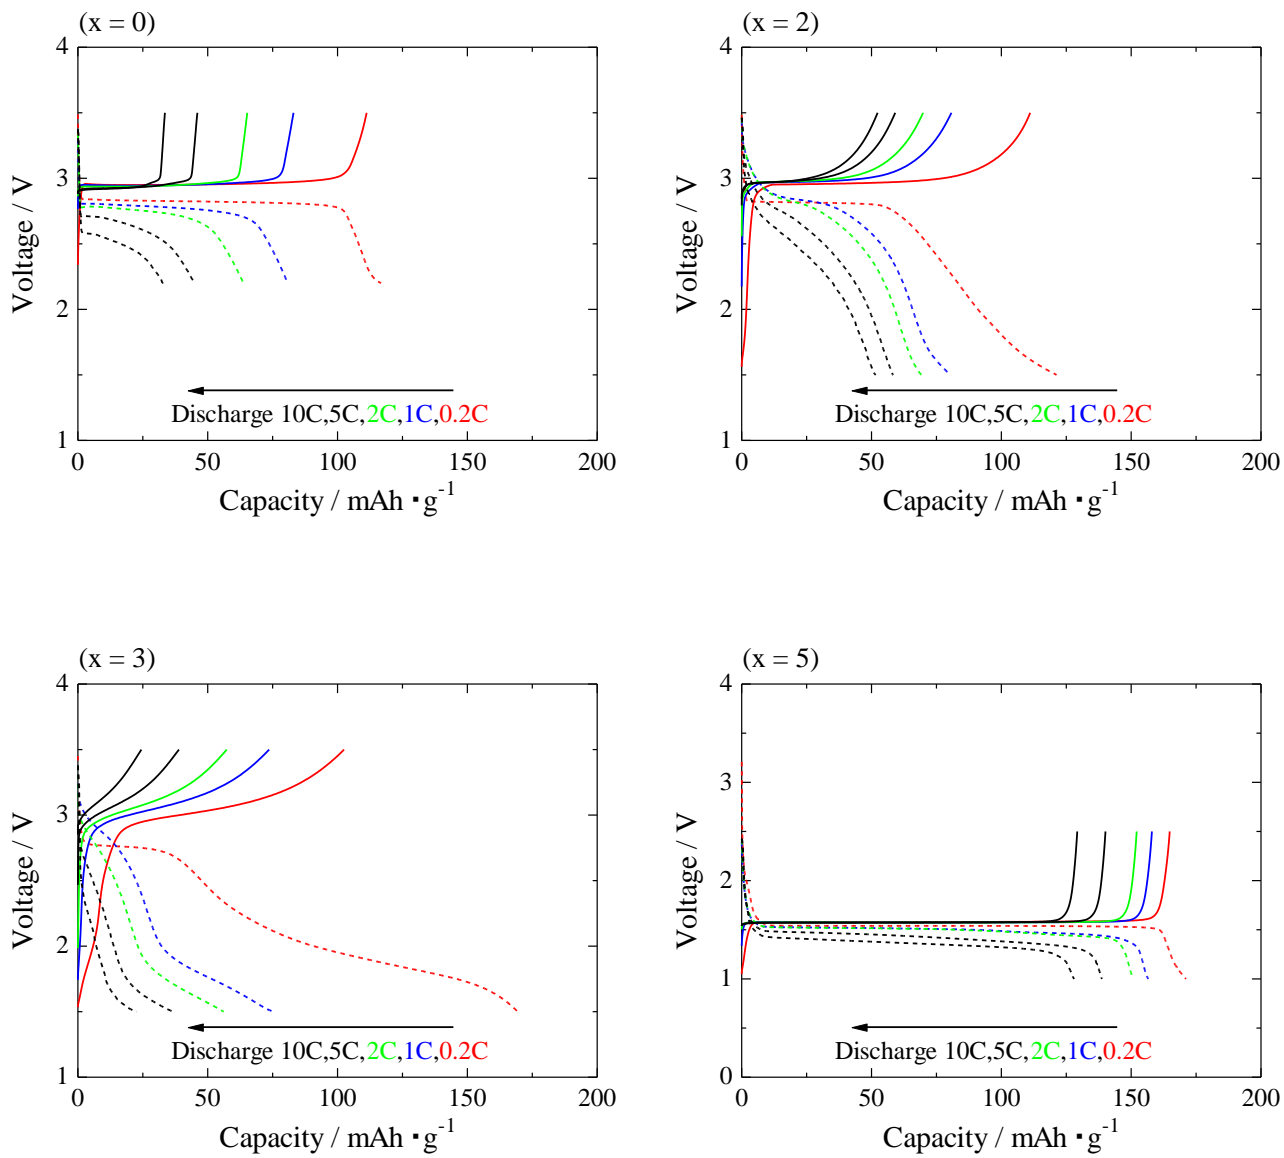 (x = 0)
4
3
2
1
Voltage / V
Discharge 10C,5C,2C,1C,0.2C
0 50 100 150 200
Capacity / mAh・g-1
(x = 2)
4
3
2
1
Voltage / V
Discharge 10C,5C,2C,1C,0.2C
0 50 100 150 200
Capacity / mAh・g-1
(x = 3)
4
3
2
1
Voltage / V
Discharge 10C,5C,2C,1C,0.2C
0 50 100 150 200
Capacity / mAh・g-1
(x = 5)
4
3
2
1
0
Voltage / V
Discharge 10C,5C,2C,1C,0.2C
0 50 100 150 200
Capacity / mAh・g-1